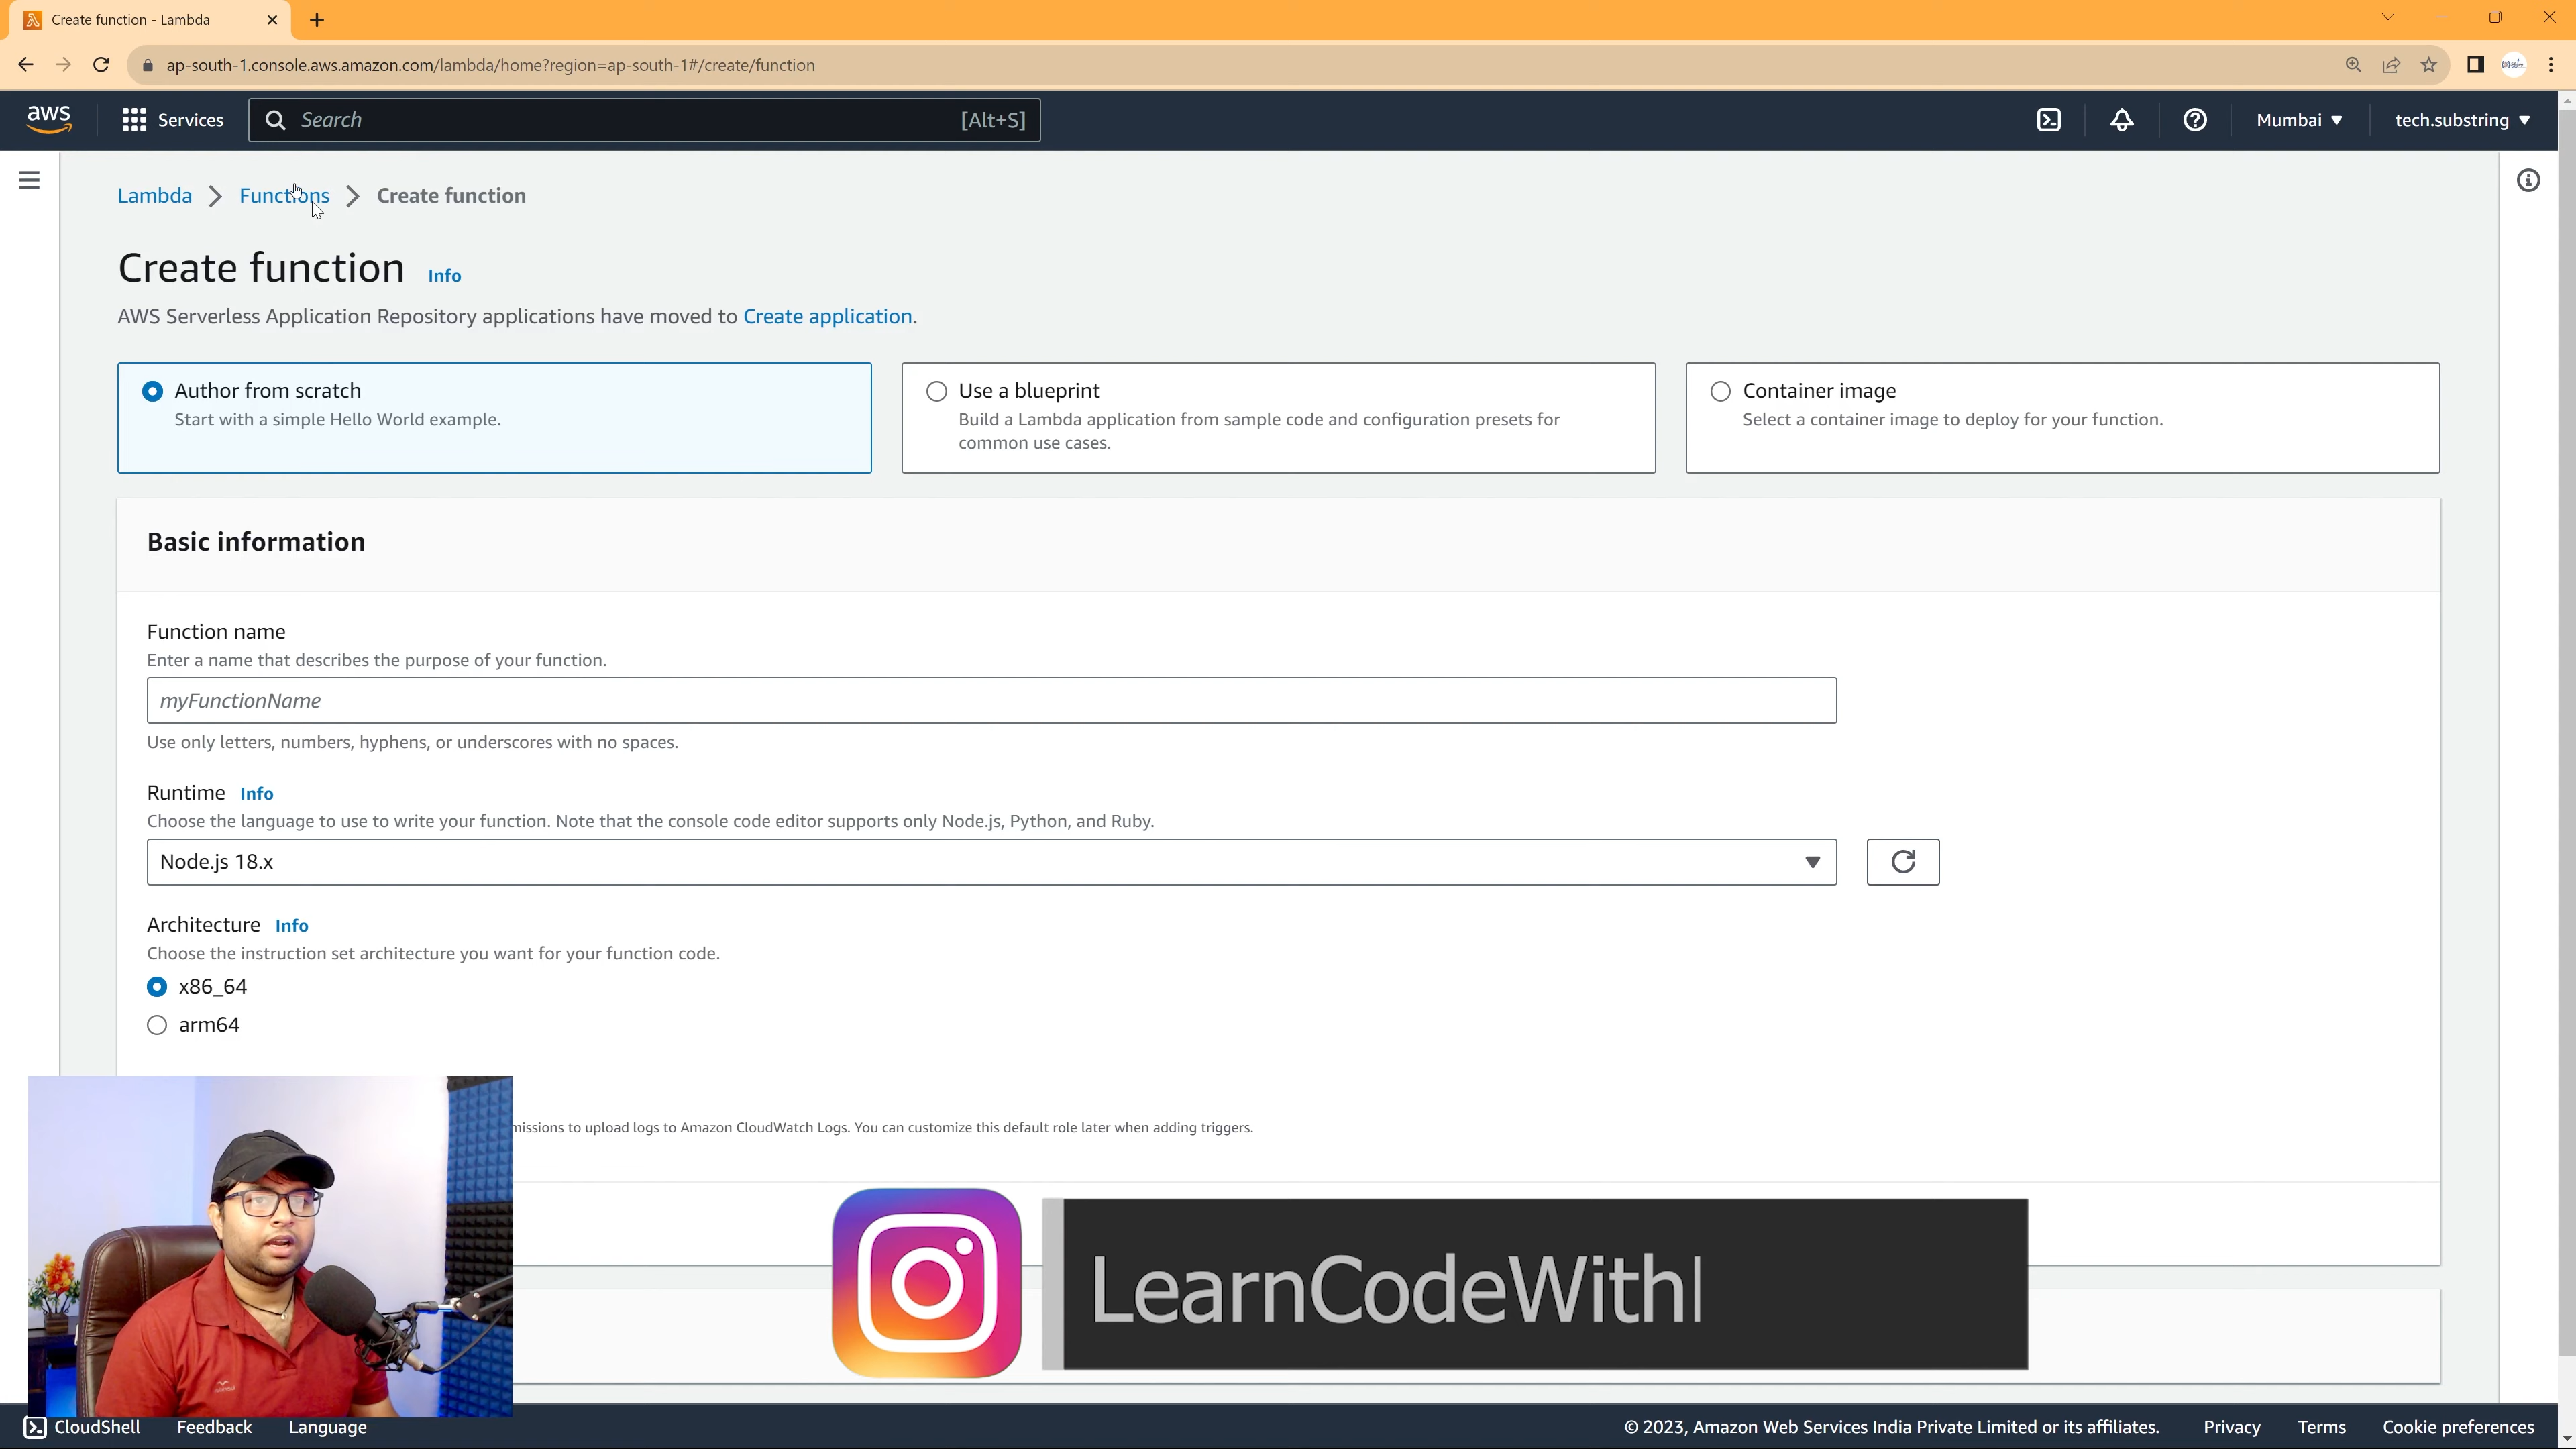 Create function - Lambda
ap-south-1.console.aws.amazon.com/lambda/home?region=ap-south-1#/create/function
aws
Services
Search
[Alt+S]
Mumbai
tech.substring
Lambda
Functions
Create function
Create function
Info
AWS Serverless Application Repository applications have moved to Create application.
Author from scratch
Start with a simple Hello World example.
Use a blueprint
Build a Lambda application from sample code and configuration presets for
common use cases.
Container image
Select a container image to deploy for your function.
Basic information
Function name
Enter a name that describes the purpose of your function.
myFunctionName
Use only letters, numbers, hyphens, or underscores with no spaces.
Runtime Info
Choose the language to use to write your function. Note that the console code editor supports only Node.js, Python, and Ruby.
Node.js 18.x
Architecture Info
Choose the instruction set architecture you want for your function code.
x86_64
arm64
missions to upload logs to Amazon CloudWatch Logs. You can customize this default role later when adding triggers.
LearnCodeWith
CloudShell
Feedback
Language
© 2023, Amazon Web Services India Private Limited or its affiliates.
Privacy
Terms
Cookie preferences